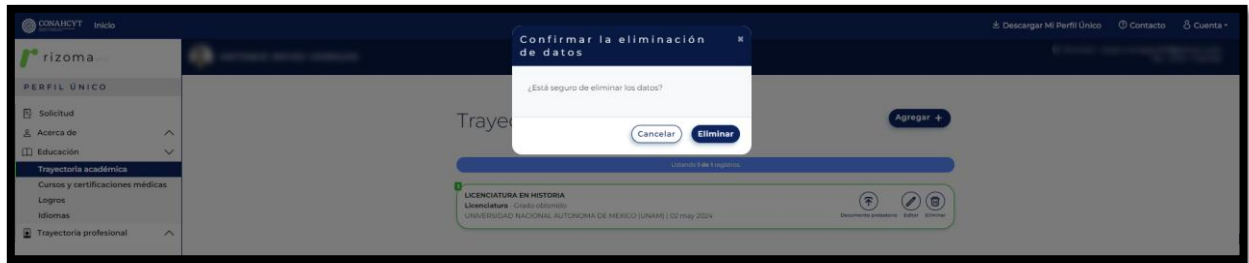 CONAHCYT
Inicio
Descargar Mi Perfil Único
Contacto
Cuenta
rizoma
PERFIL ÚNICO
Solicitud
Acerca de
Educación
Trayectoria académica
Cursos y certificaciones médicas
Logros
Idiomas
Trayectoria profesional
Confirmar la eliminación
de datos
×
¿Está seguro de eliminar los datos?
Cancelar
Eliminar
Traye
Agregar +
Listando 1 de 1 registros.
1
LICENCIATURA EN HISTORIA
Licenciatura - Grado obtenido
UNIVERSIDAD NACIONAL AUTONOMA DE MEXICO (UNAM) | 02 may 2024
Documento probatorio
Editar
Eliminar